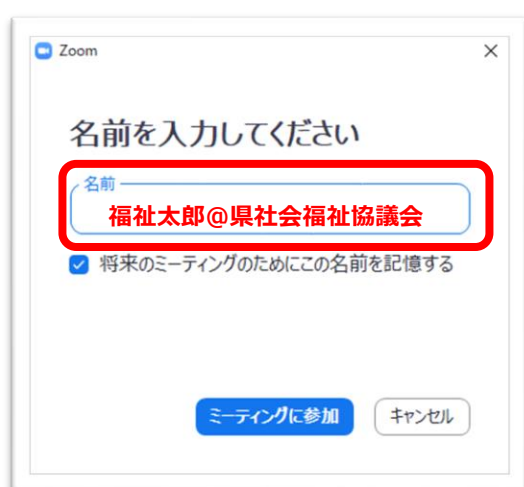 Zoom
名前を入力してください
名前
福祉太郎@県社会福祉協議会
将来のミーティングのためにこの名前を記憶する
ミーティングに参加 キャンセル